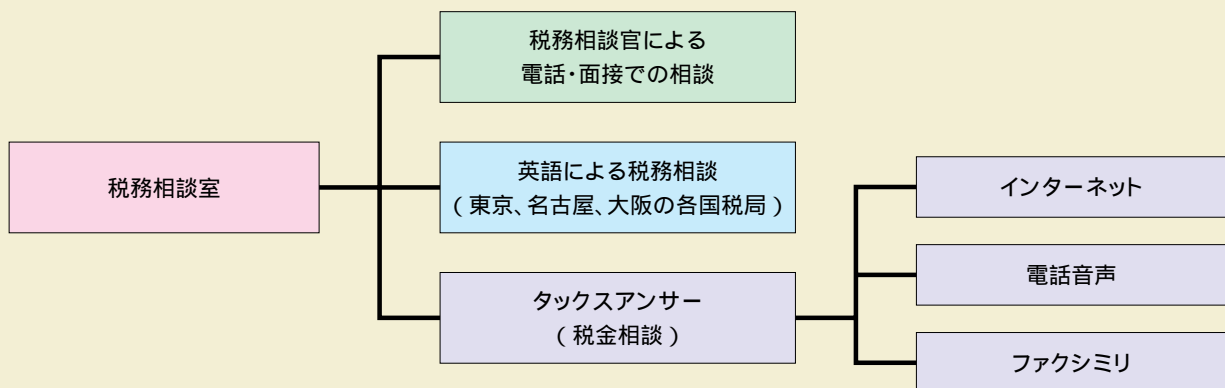 税務相談室
税務相談官による
電話・面接での相談
英語による税務相談
（東京、名古屋、大阪の各国税局）
タックスアンサー
（税金相談）
インターネット
電話音声
ファクシミリ